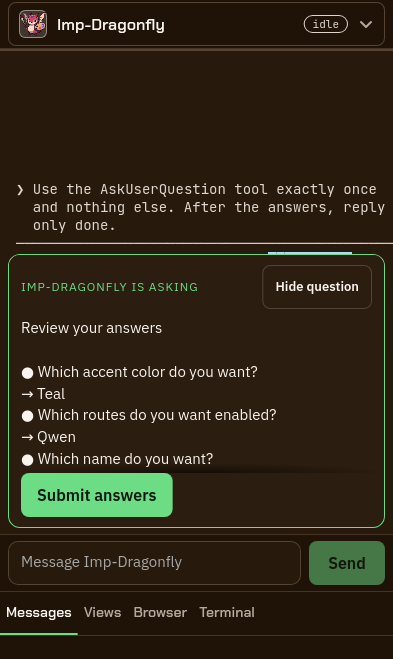 Imp-Dragonfly
idle
❯ Use the AskUserQuestion tool exactly once
and nothing else. After the answers, reply
only done.
IMP-DRAGONFLY IS ASKING
Hide question
Review your answers
● Which accent color do you want?
→ Teal
● Which routes do you want enabled?
→ Qwen
● Which name do you want?
Submit answers
Message Imp-Dragonfly
Send
Messages Views Browser Terminal